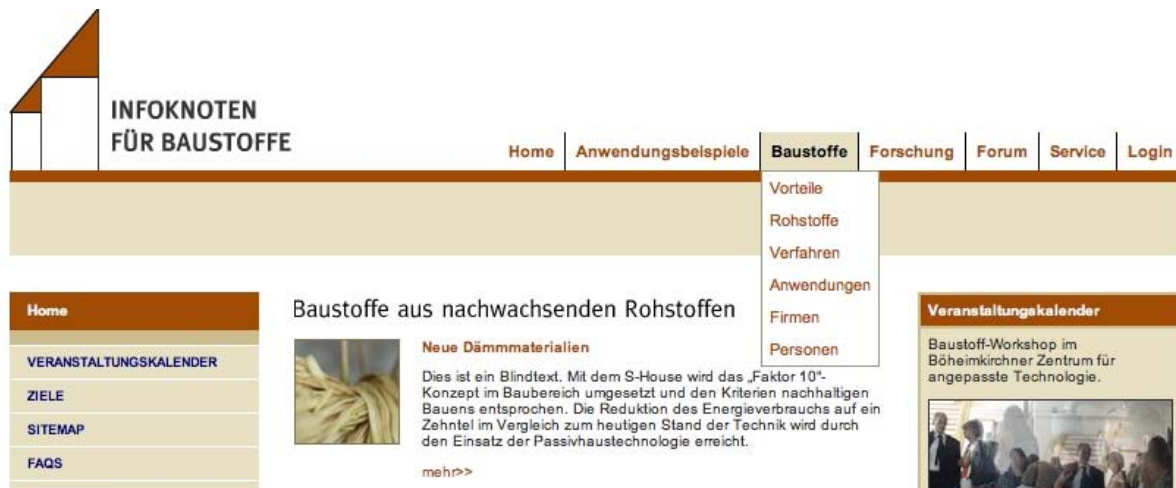 INFOKNOTEN
FÜR BAUSTOFFE
Home Anwendungsbeispiele Baustoffe Forschung Forum Service Login
Vorteile
Rohstoffe
Verfahren
Anwendungen
Firmen
Personen
Home
VERANSTALTUNGSKALENDER
ZIELE
SITEMAP
FAQS
Baustoffe aus nachwachsenden Rohstoffen
Neue Dämmmaterialien
Dies ist ein Blindtext. Mit dem S-House wird das „Faktor 10"-
Konzept im Baubereich umgesetzt und den Kriterien nachhaltigen
Bauens entsprochen. Die Reduktion des Energieverbrauchs auf ein
Zehntel im Vergleich zum heutigen Stand der Technik wird durch
den Einsatz der Passivhaustechnologie erreicht.
mehr>>
Veranstaltungskalender
Baustoff-Workshop im
Böheimkirchner Zentrum für
angepasste Technologie.